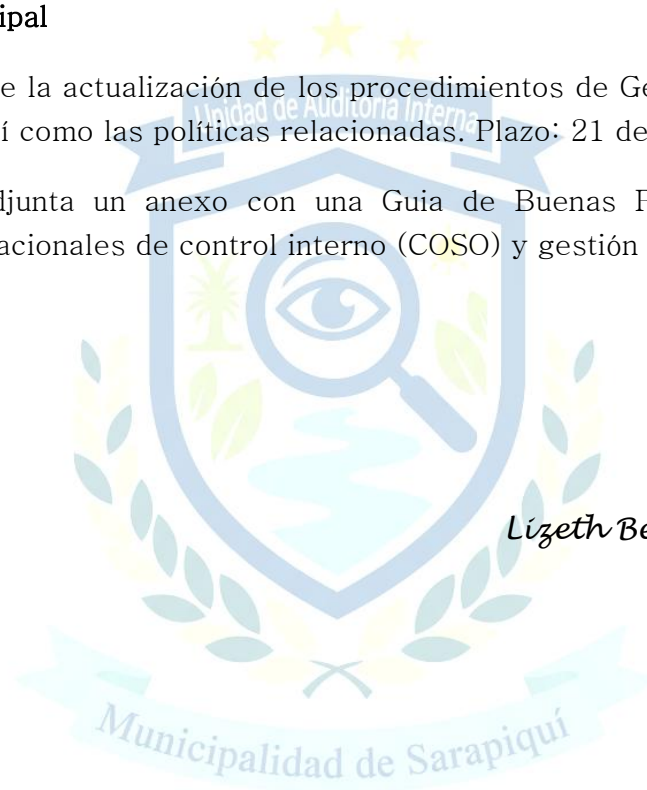 ipal
Unidad de Auditoría Interna
e la actualización de los procedimientos de Ge
í como las políticas relacionadas. Plazo: 21 de
djunta un anexo con una Guia de Buenas
acionales de control interno (COSO) y gestión
Lizeth Be
Municipalidad de Sarapiquí